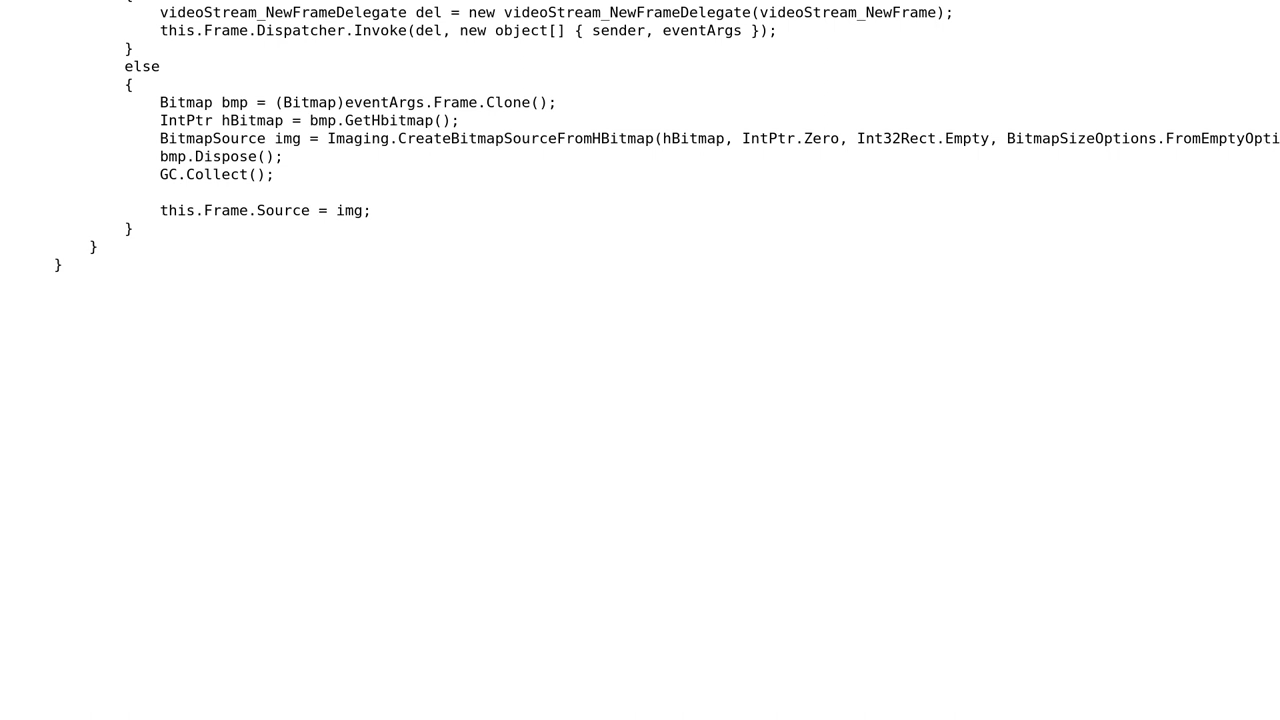 {
videoStream_NewFrameDelegate del = new videoStream_NewFrameDelegate(videoStream_NewFrame);
this.Frame.Dispatcher.Invoke(del, new object[] { sender, eventArgs });
}
else
{
Bitmap bmp = (Bitmap)eventArgs.Frame.Clone();
IntPtr hBitmap = bmp.GetHbitmap();
BitmapSource img = Imaging.CreateBitmapSourceFromHBitmap(hBitmap, IntPtr.Zero, Int32Rect.Empty, BitmapSizeOptions.FromEmptyOpti
bmp.Dispose();
GC.Collect();
this.Frame.Source = img;
}
}
}